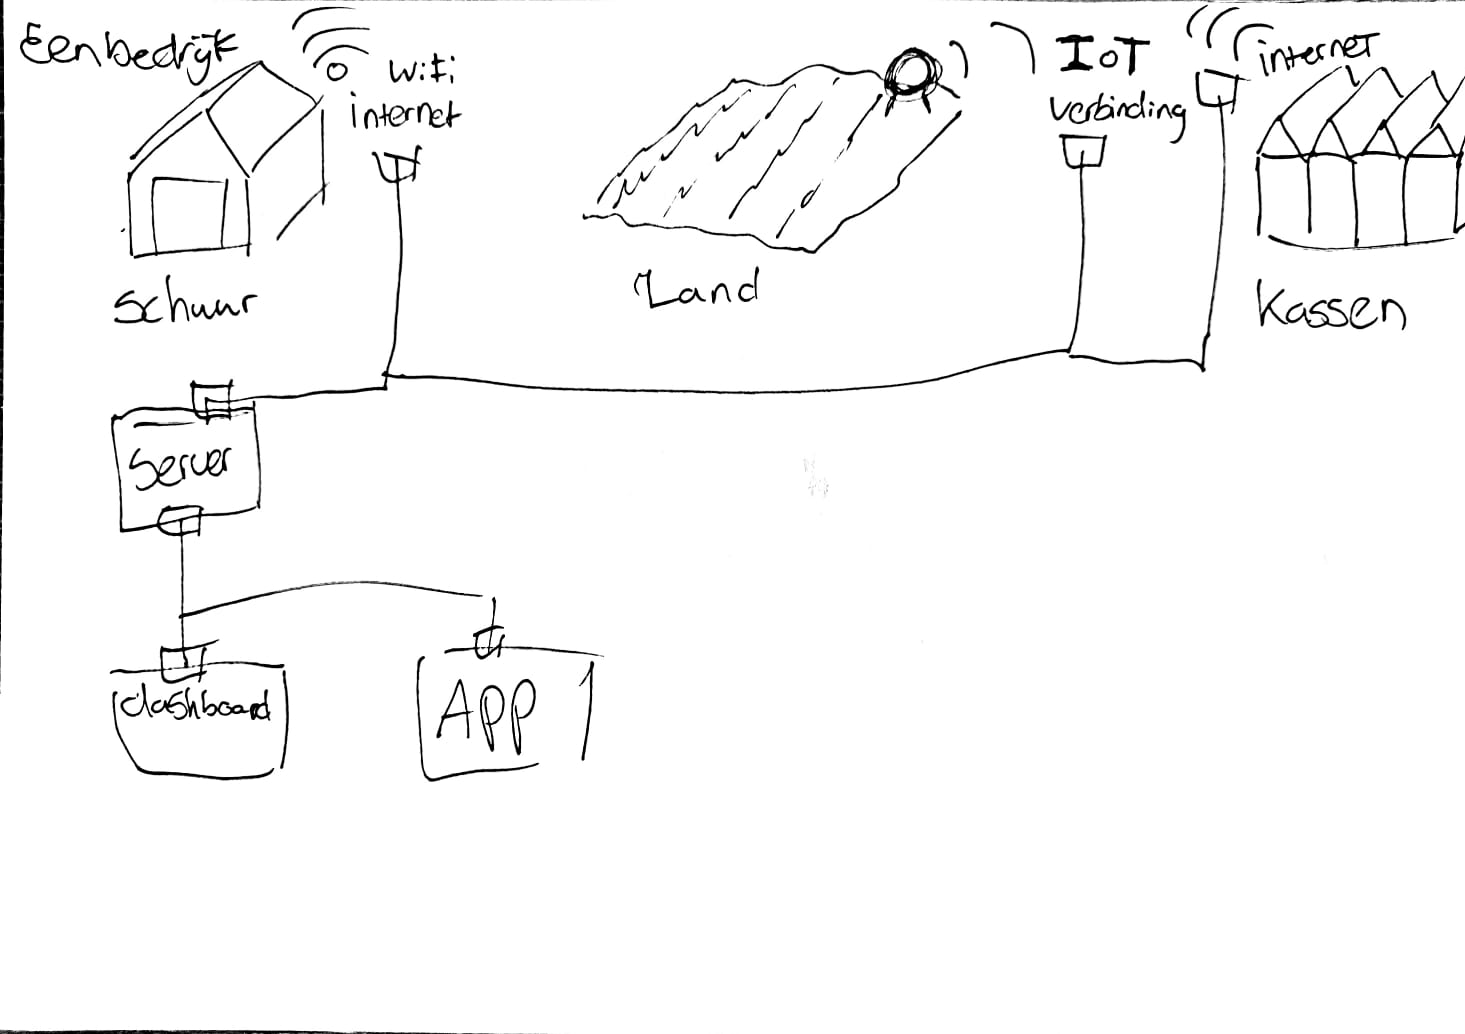 Een bedrijf
wifi
internet
IoT
verbinding
internet
Schuur
Land
Kassen
Server
dashboard
App